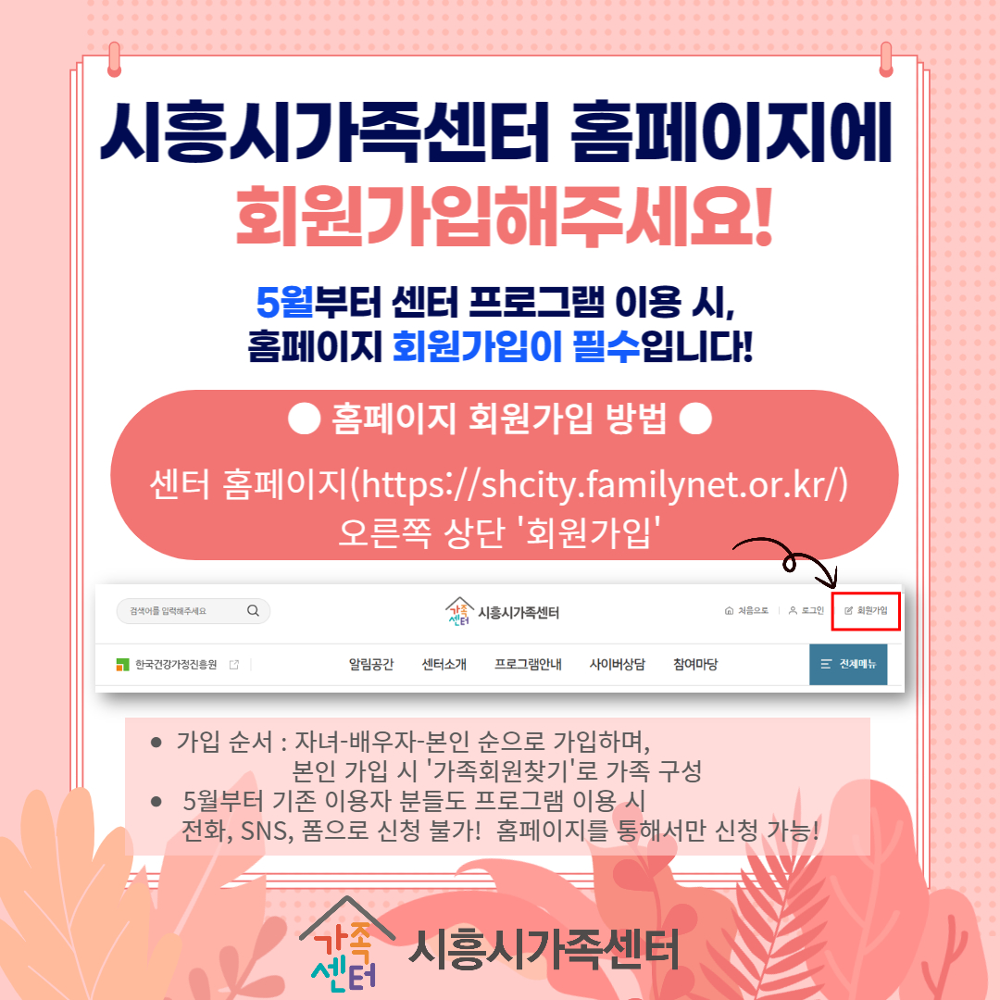 시흥시가족센터 홈페이지에
회원가입해주세요!
5월부터 센터 프로그램 이용 시,
홈페이지 회원가입이 필수입니다!
● 홈페이지 회원가입 방법 ●
센터 홈페이지(https://shcity.familynet.or.kr/)
오른쪽 상단 '회원가입'
검색어를 입력해주세요
가족센터 시흥시가족센터
처음으로 | 로그인 | 회원가입
한국건강가정진흥원
알림공간 센터소개 프로그램안내 사이버상담 참여마당
전체메뉴
● 가입 순서 : 자녀-배우자-본인 순으로 가입하며,
본인 가입 시 '가족회원찾기'로 가족 구성
● 5월부터 기존 이용자 분들도 프로그램 이용 시
전화, SNS, 폼으로 신청 불가! 홈페이지를 통해서만 신청 가능!
가족
센터
시흥시가족센터